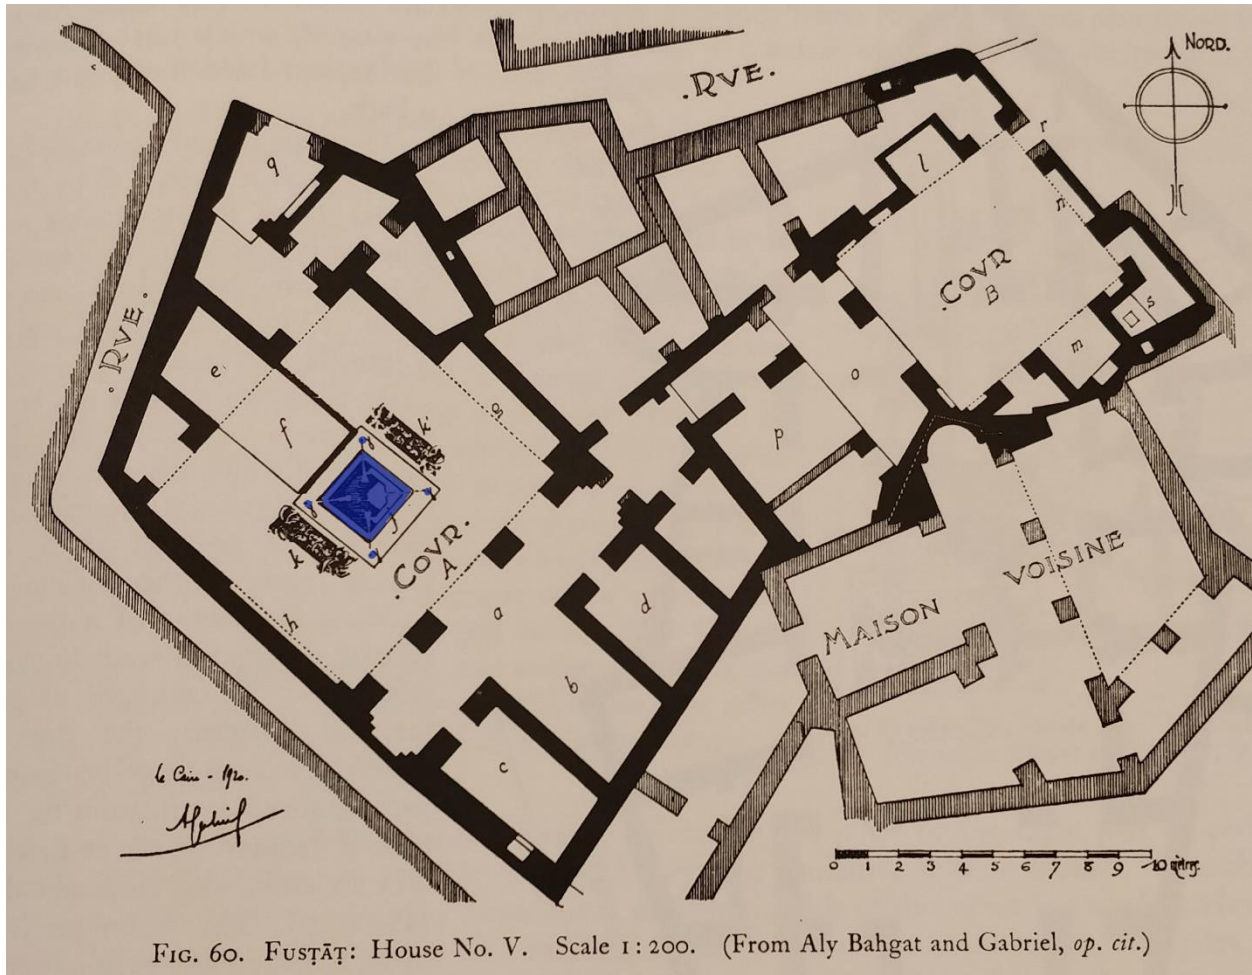 NORD.
.RVE.
q
l
r
n
COVR
B
s
m
.RVE.
e
f
g
k
o
p
j
k
.COVR.
A
a
d
h
b
c
MAISON VOISINE
le Caire - 1920.
0 1 2 3 4 5 6 7 8 9 10 mètres.
FIG. 60. FUSṬĀṬ: House No. V. Scale 1 : 200. (From Aly Bahgat and Gabriel, op. cit.)